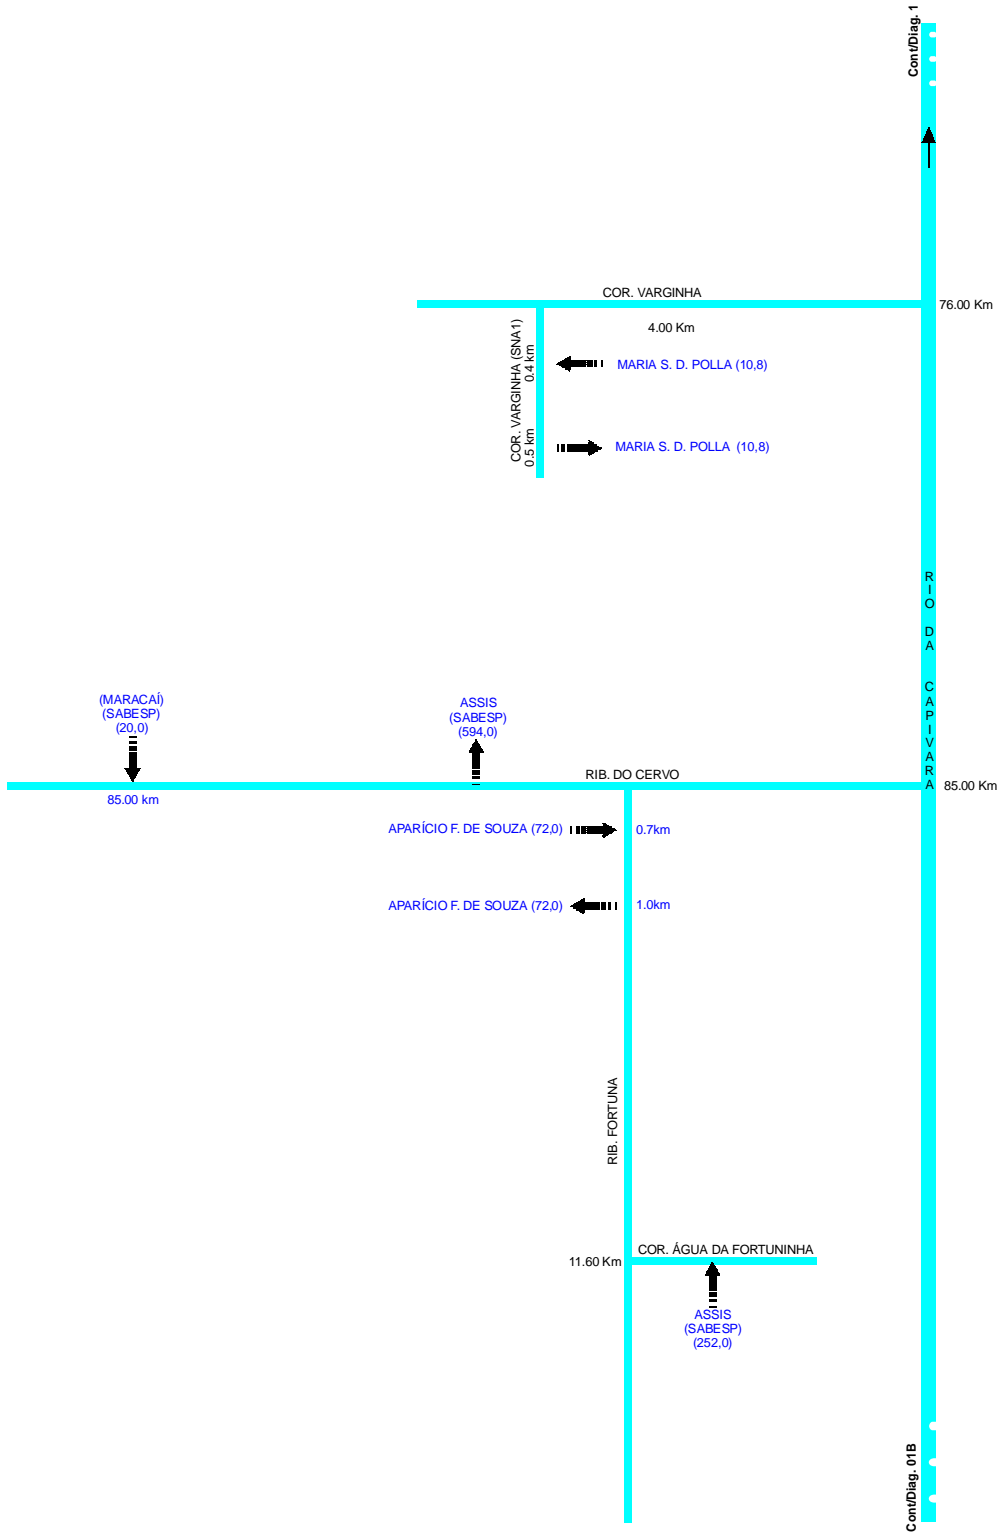 Cont/Diag. 1
COR. VARGINHA
76.00 Km
4.00 Km
COR. VARGINHA (SNA1)
0.4 km
0.5 km
MARIA S. D. POLLA (10,8)
MARIA S. D. POLLA (10,8)
RIO DA CAPIVARA
(MARACAÍ)
(SABESP)
(20,0)
ASSIS
(SABESP)
(594,0)
RIB. DO CERVO
85.00 Km
85.00 km
APARÍCIO F. DE SOUZA (72,0)
0.7km
APARÍCIO F. DE SOUZA (72,0)
1.0km
RIB. FORTUNA
COR. ÁGUA DA FORTUNINHA
11.60 Km
ASSIS
(SABESP)
(252,0)
Cont/Diag. 01B